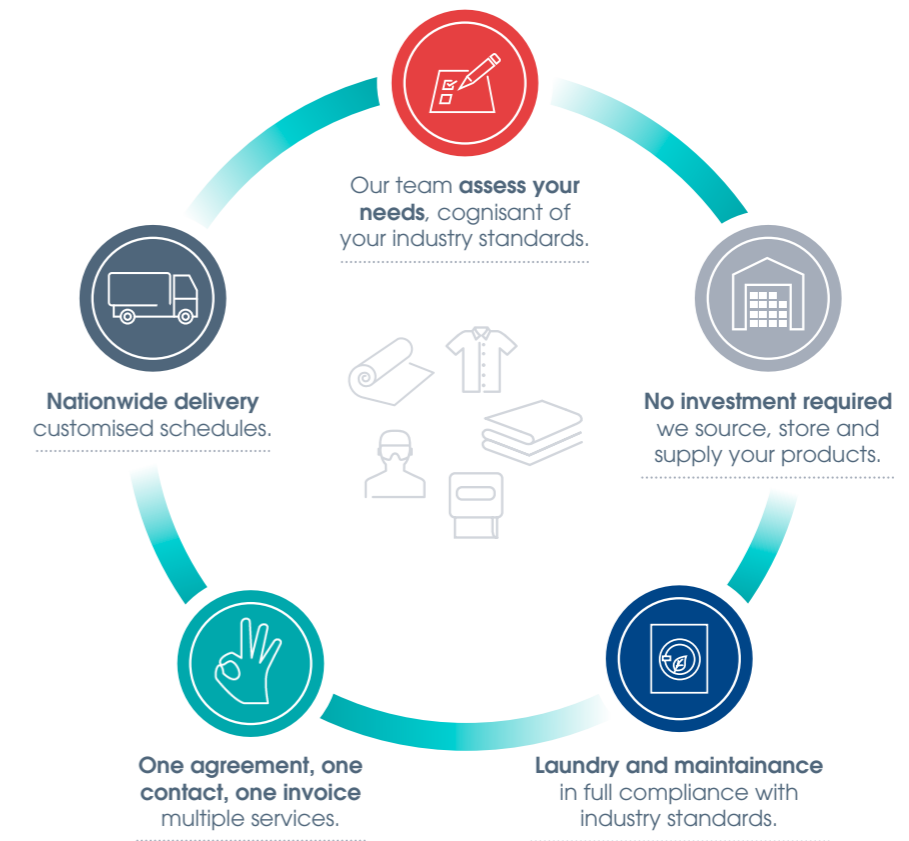 Our team assess your
needs, cognisant of
your industry standards.
Nationwide delivery
customised schedules.
No investment required
we source, store and
supply your products.
One agreement, one
contact, one invoice
multiple services.
Laundry and maintainance
in full compliance with
industry standards.